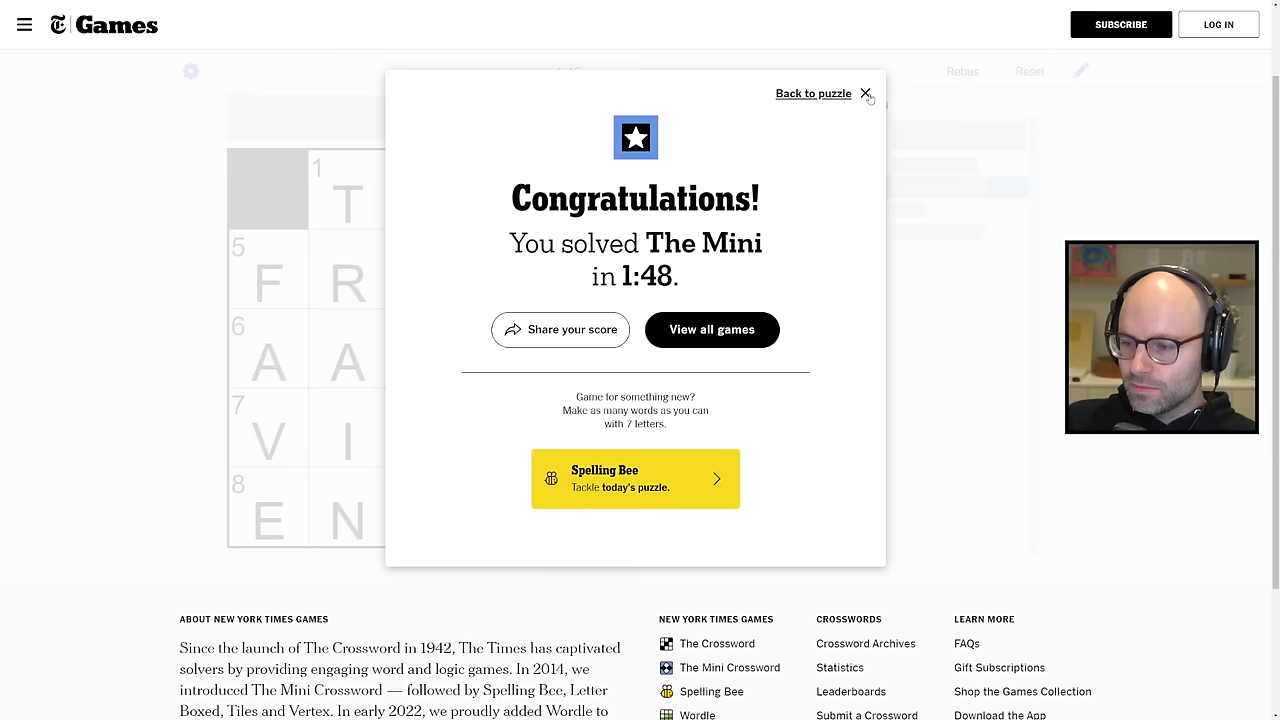 Games
SUBSCRIBE
LOG IN
Rebus
Reset
Back to puzzle
1
T
5
F
R
6
A
A
7
V
I
8
E
N
Congratulations!
You solved The Mini
in 1:48.
Share your score
View all games
Game for something new?
Make as many words as you can
with 7 letters.
Spelling Bee
Tackle today's puzzle.
ABOUT NEW YORK TIMES GAMES
Since the launch of The Crossword in 1942, The Times has captivated
solvers by providing engaging word and logic games. In 2014, we
introduced The Mini Crossword — followed by Spelling Bee, Letter
Boxed, Tiles and Vertex. In early 2022, we proudly added Wordle to
NEW YORK TIMES GAMES
The Crossword
The Mini Crossword
Spelling Bee
Wordle
CROSSWORDS
Crossword Archives
Statistics
Leaderboards
Submit a Crossword
LEARN MORE
FAQs
Gift Subscriptions
Shop the Games Collection
Download the App